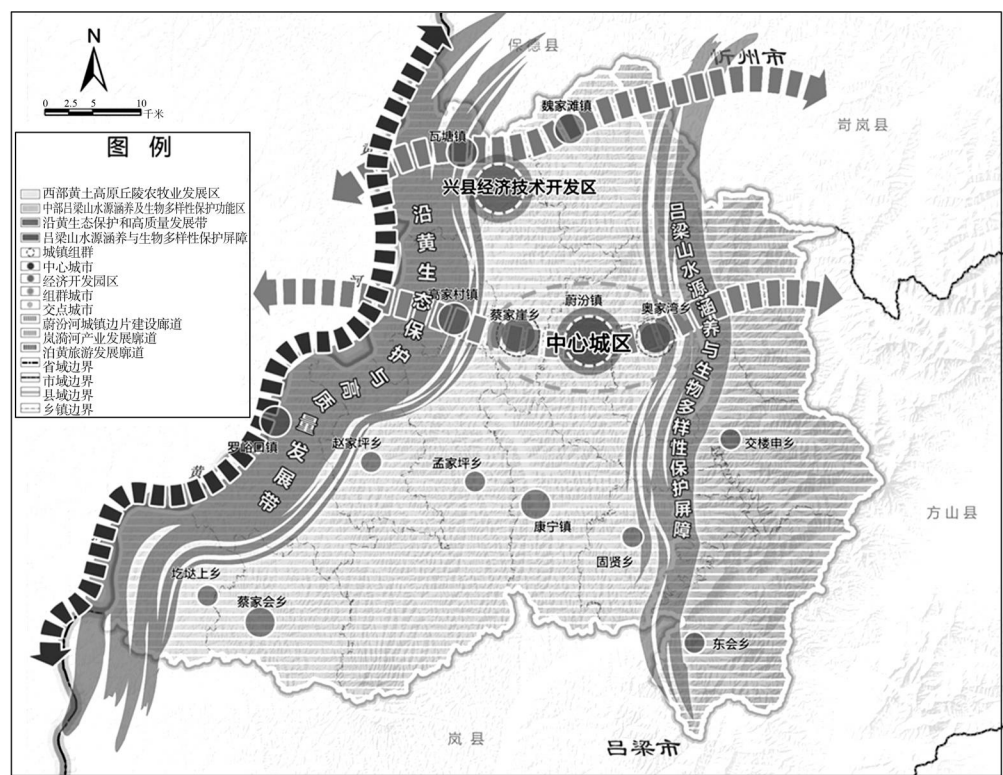 N
0 2.5 5 10
千米
图 例
西部黄土高原丘陵农牧业发展区
中部吕梁山水源涵养及生物多样性保护功能区
沿黄生态保护和高质量发展带
吕梁山水源涵养与生物多样性保护屏障
城镇组群
中心城市
经济开发园区
组群城市
交点城市
蔚汾河城镇边片建设廊道
岚漪河产业发展廊道
泊黄旅游发展廊道
省域边界
市域边界
县域边界
乡镇边界
保德县
忻州市
岢岚县
魏家滩镇
瓦塘镇
兴县经济技术开发区
沿黄生态保护与高质量发展带
吕梁山水源涵养与生物多样性保护屏障
河
高家村镇
蔡家崖乡
蔚汾镇
奥家湾乡
中心城区
罗峪口镇
黄
赵家坪乡
孟家坪乡
交楼申乡
康宁镇
固贤乡
方山县
圪垯上乡
蔡家会乡
东会乡
岚县
吕梁市